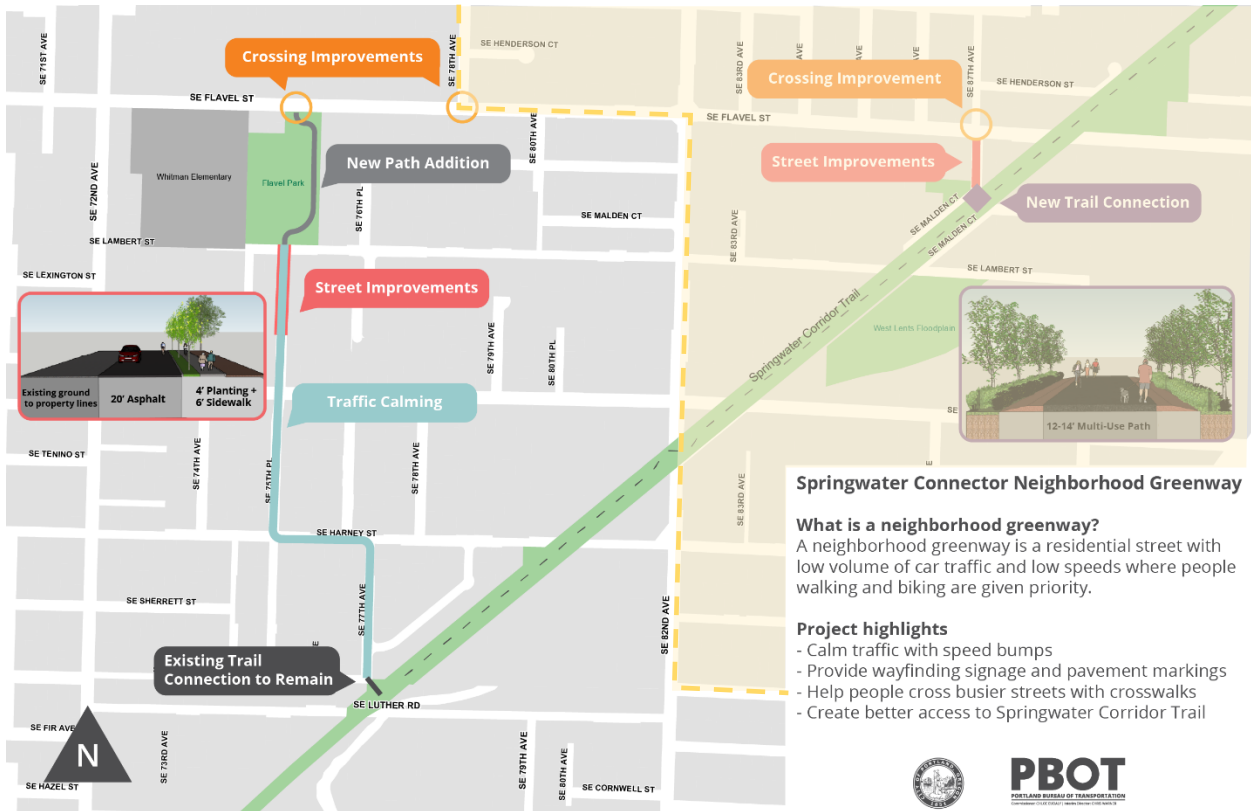 SE 71ST AVE
SE 78TH AVE
SE HENDERSON CT
SE 83RD AVE
SE 87TH AVE
SE HENDERSON ST
Crossing Improvements
Crossing Improvement
SE FLAVEL ST
SE FLAVEL ST
SE 80TH AVE
New Path Addition
Street Improvements
SE 72ND AVE
Whitman Elementary
Flavel Park
SE 76TH PL
New Trail Connection
SE MALDEN CT
SE MALDEN CT
SE MALDEN CT
SE 83RD AVE
SE LAMBERT ST
SE LAMBERT ST
SE LEXINGTON ST
Street Improvements
Springwater Corridor Trail
West Lents Floodplain
SE 79TH AVE
SE 80TH PL
Existing ground
to property lines
20' Asphalt
4' Planting +
6' Sidewalk
Traffic Calming
SE
12-14' Multi-Use Path
SE TENINO ST
SE 74TH AVE
SE 75TH PL
SE 78TH AVE
SE 83RD AVE
E
SE HARNEY ST
SE SHERRETT ST
SE 77TH AVE
SE 82ND AVE
E
Existing Trail
Connection to Remain
SE LUTHER RD
SE FIR AVE
N
SE 73RD AVE
SE HAZEL ST
SE 79TH AVE
SE 80TH AVE
SE CORNWELL ST
Springwater Connector Neighborhood Greenway
What is a neighborhood greenway?
A neighborhood greenway is a residential street with
low volume of car traffic and low speeds where people
walking and biking are given priority.
Project highlights
- Calm traffic with speed bumps
- Provide wayfinding signage and pavement markings
- Help people cross busier streets with crosswalks
- Create better access to Springwater Corridor Trail
PBOT
PORTLAND BUREAU OF TRANSPORTATION